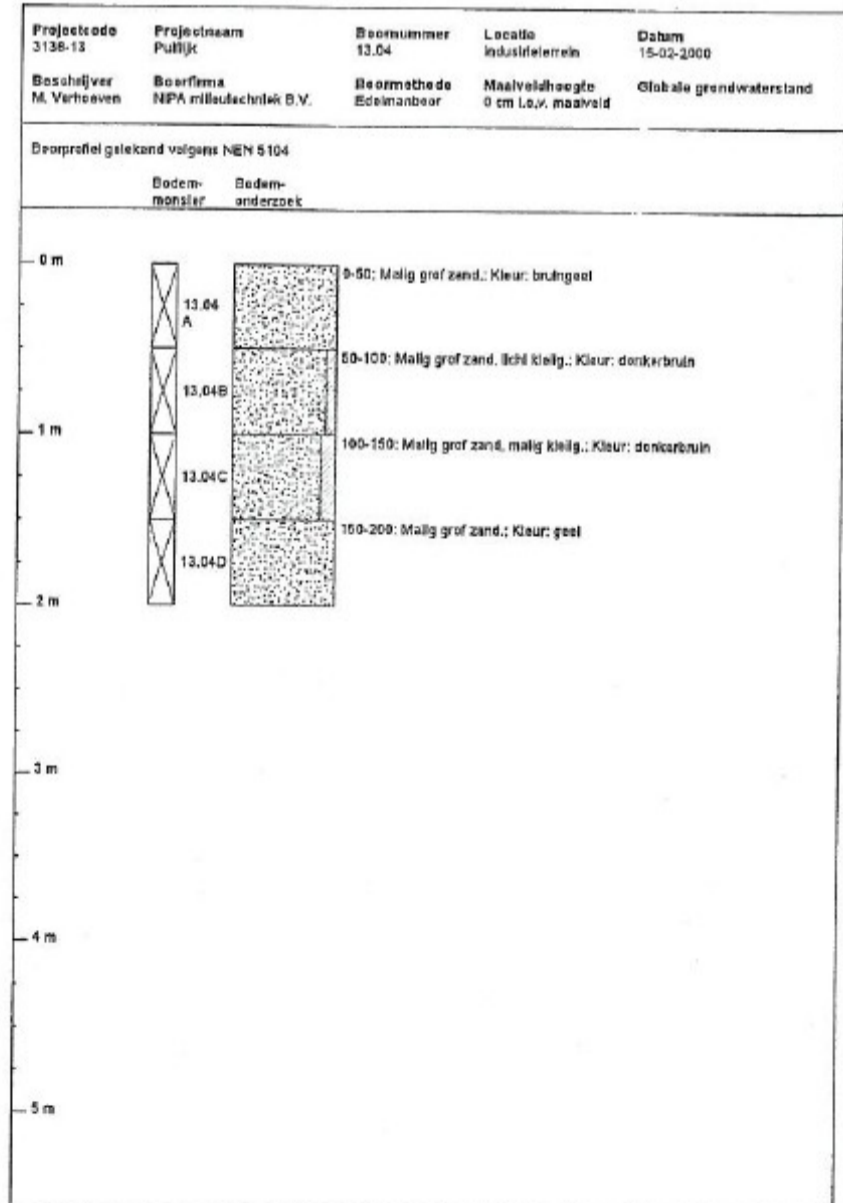 Projectcode Projectnaam Boornummer Locatie Datum
3138-13 Putlijk 13.04 Industrieterrein 15-02-2000
Beschrijver Boorfirma Boormethode Maaiveldhoogte Globale grondwaterstand
M. Verhoeven NIPA milieutechniek B.V. Edelmanboor 0 cm t.o.v. maaiveld
Boorprofiel getekend volgens NEN 5104
Bodem- Bodem-
monster onderzoek
0 m
0-50: Matig grof zand.; Kleur: bruingeel
13.04
A
50-100: Matig grof zand, licht kleiig.; Kleur: donkerbruin
13.04B
1 m
100-150: Matig grof zand, matig kleiig.; Kleur: donkerbruin
13.04C
150-200: Matig grof zand.; Kleur: geel
13.04D
2 m
3 m
4 m
5 m